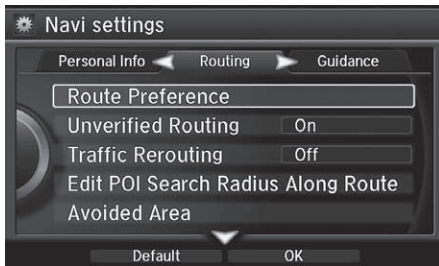 Navi settings
Personal Info Routing Guidance
Route Preference
Unverified Routing On
Traffic Rerouting Off
Edit POI Search Radius Along Route
Avoided Area
Default OK